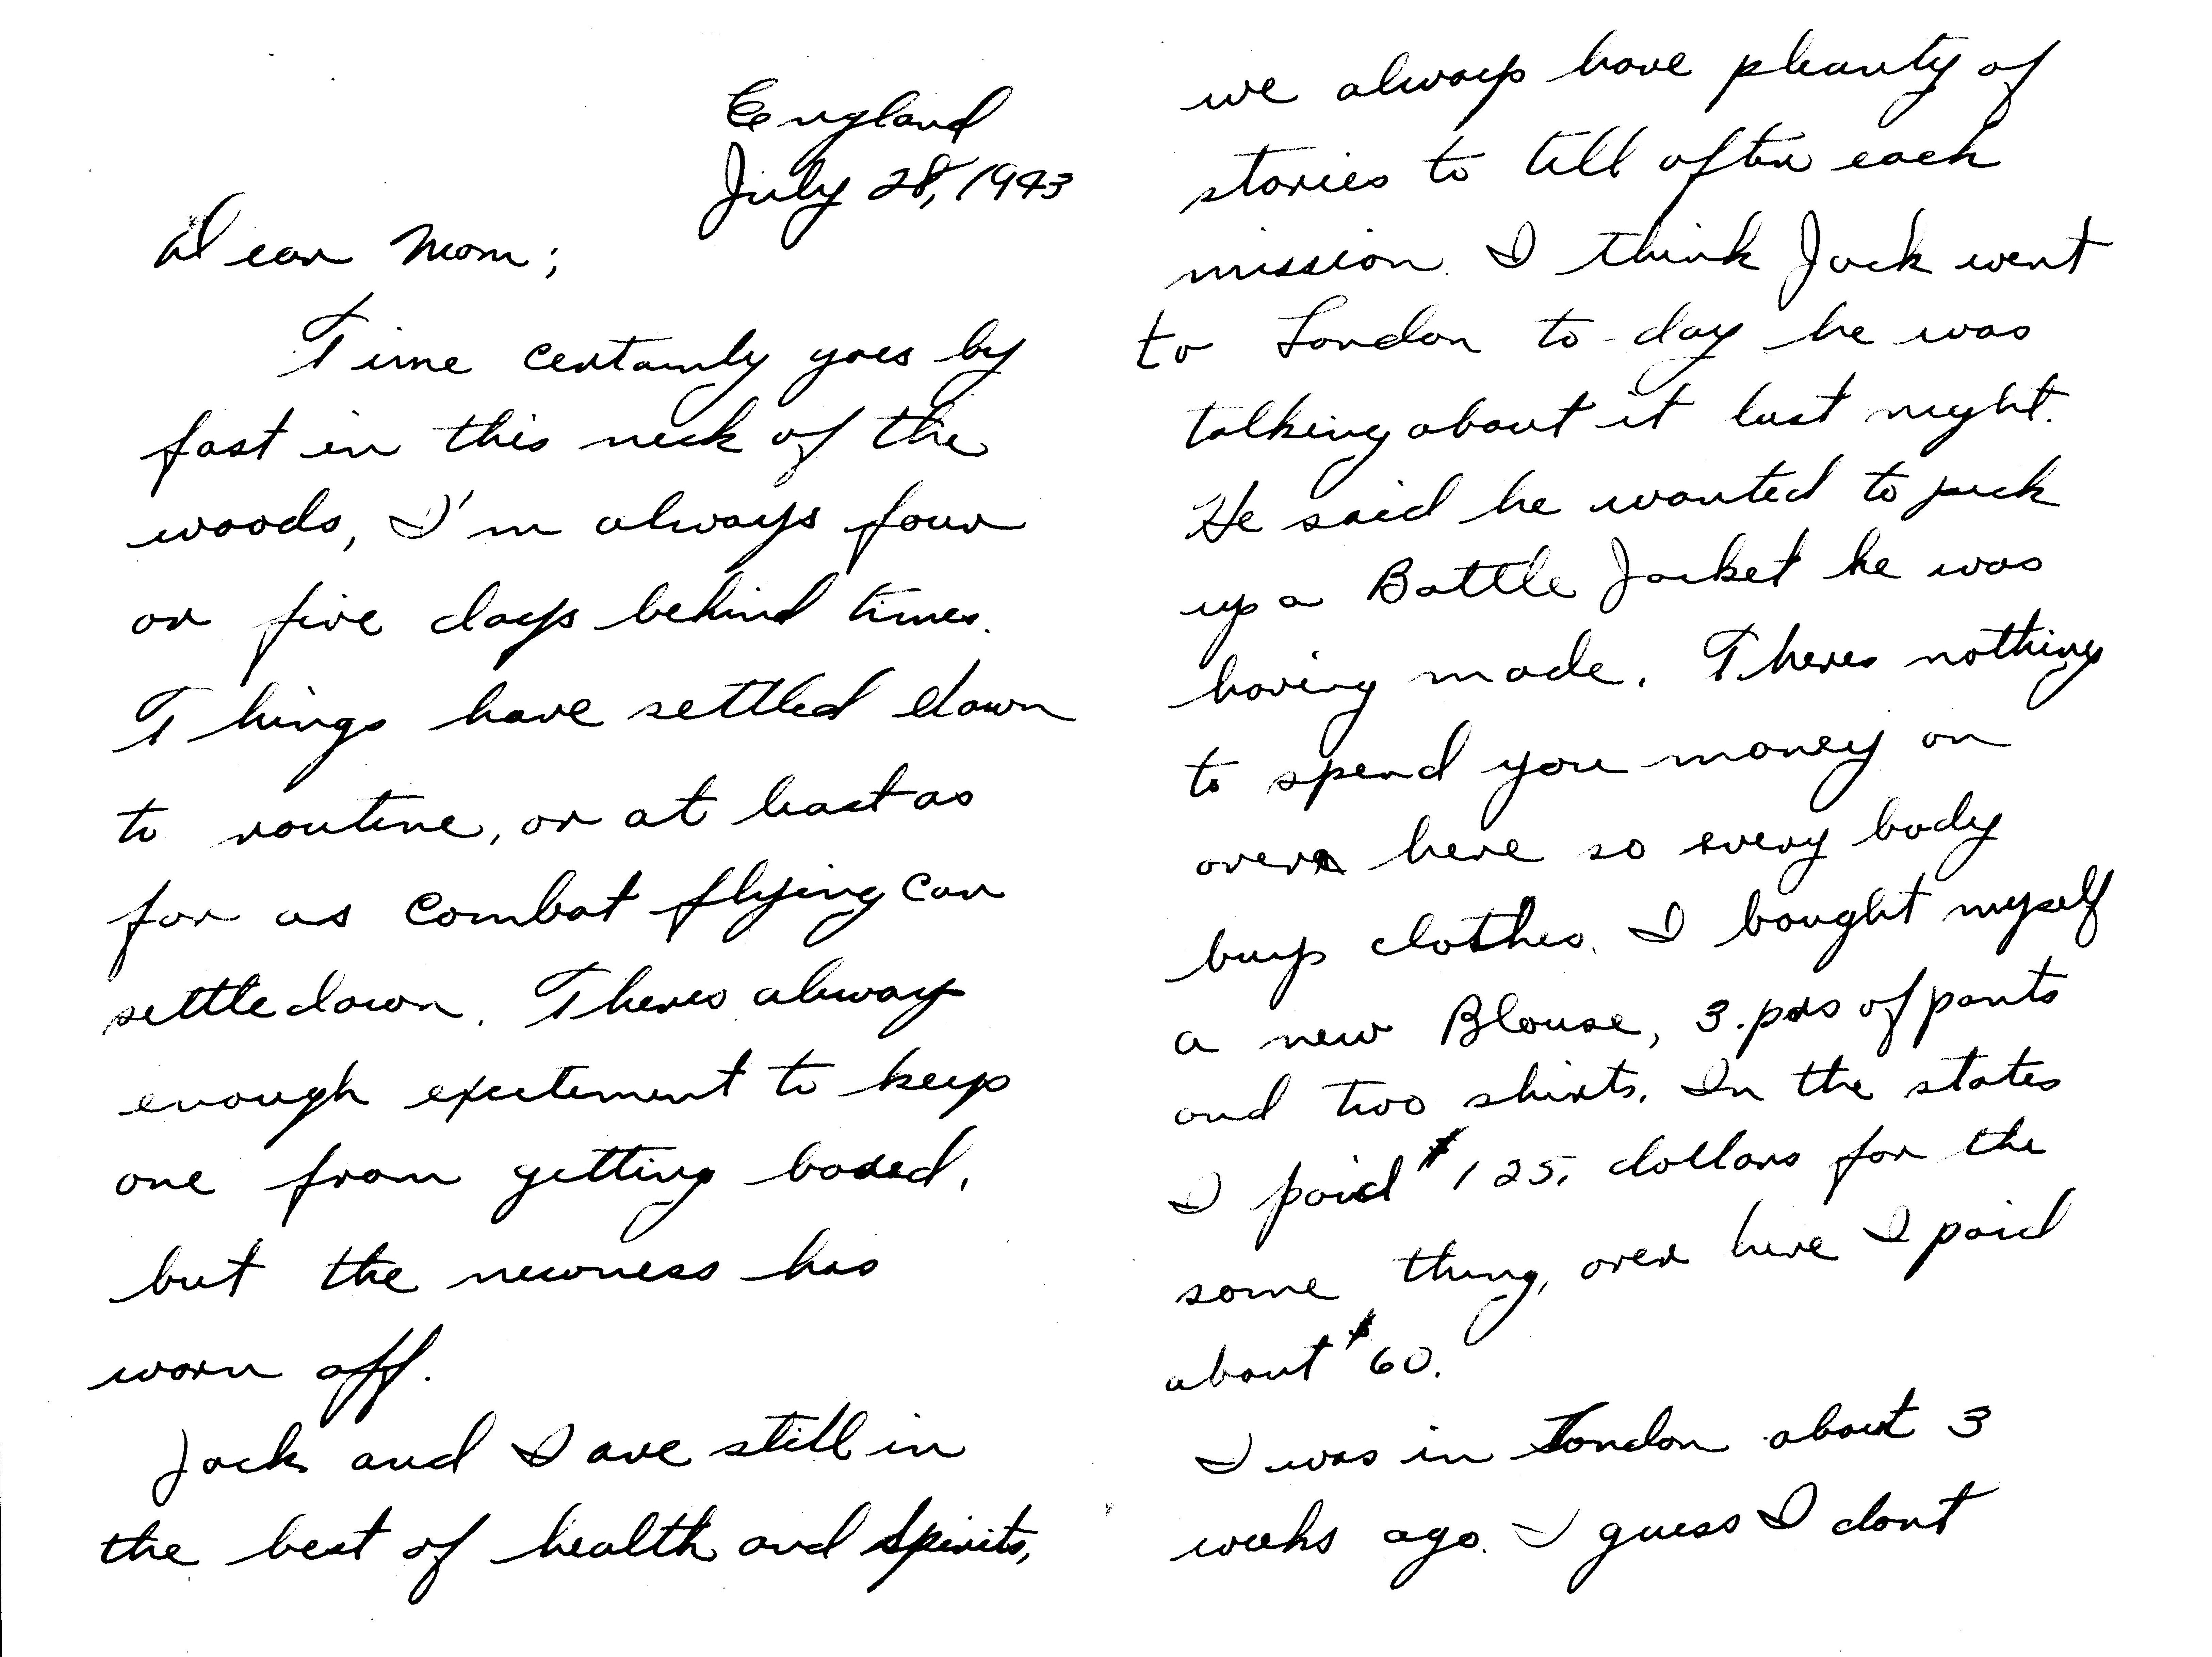 England
July 28, 1943
Dear Mom;
Time certainly goes by
fast in this neck of the
woods, I'm always four
or five days behind times.
Things have settled down
to routine, or at least as
far as combat flying can
settle down. Theres always
enough excitement to keep
one from getting bored,
but the newness has
worn off.
Jack and I are still in
the best of health and spirits,
we always have pleanty of
stories to tell after each
mission. I think Jack went
to London to-day he was
talking about it last night.
He said he wanted to pick
up a Battle Jacket he was
having made. Theres nothing
to spend you money on
over here so every body
buys clothes. I bought myself
a new Blouse, 3. prs of pants
and two shirts. In the states
I paid $125. dollars for the
same thing, over here I paid
about $60.
I was in London about 3
weeks ago. I guess I dont